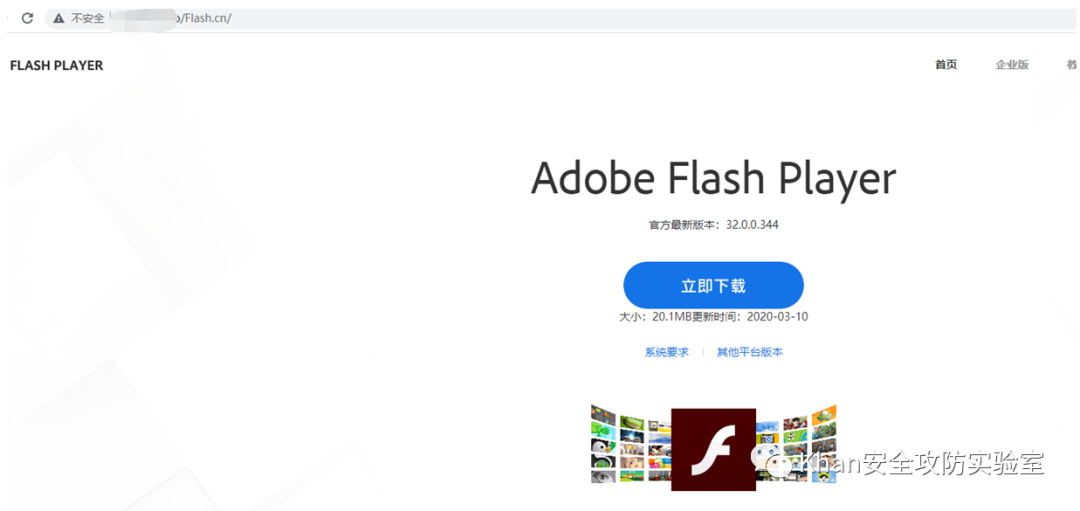 不安全 /Flash.cn/
FLASH PLAYER
首页 企业版
Adobe Flash Player
官方最新版本：32.0.0.344
立即下载
大小：20.1MB更新时间：2020-03-10
系统要求 | 其他平台版本
Khan安全攻防实验室